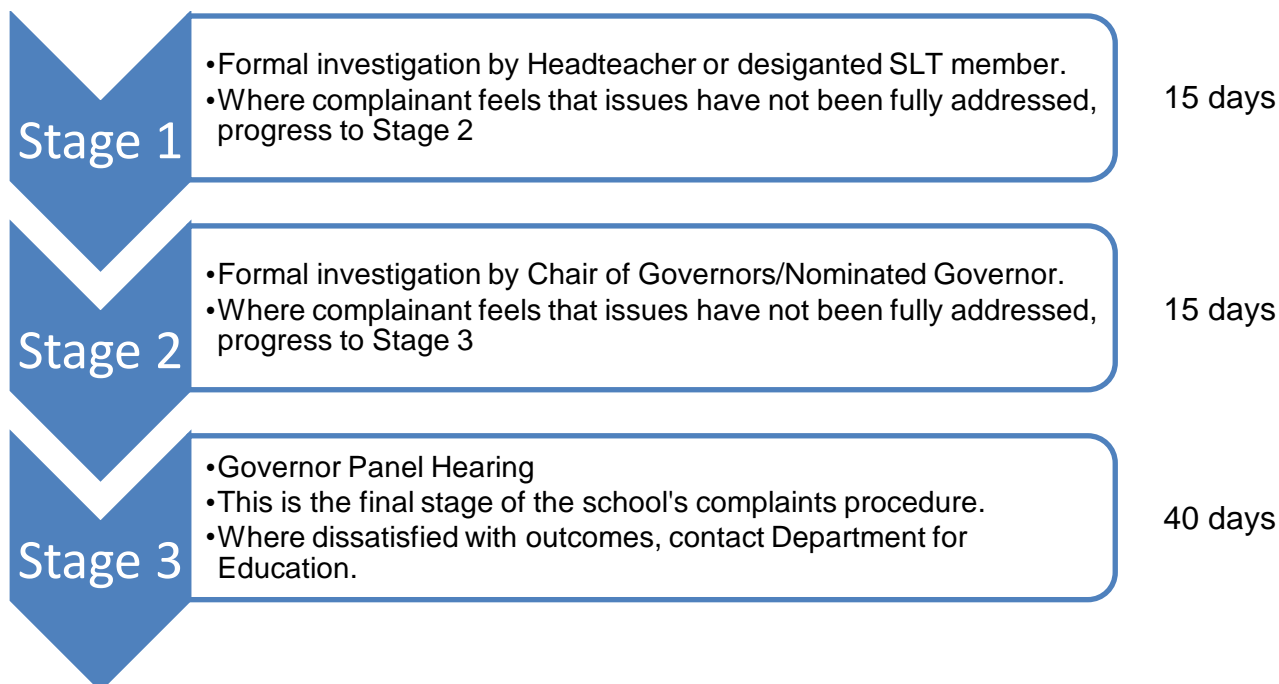 Stage 1
•Formal investigation by Headteacher or desiganted SLT member.
•Where complainant feels that issues have not been fully addressed,
progress to Stage 2
15 days
Stage 2
•Formal investigation by Chair of Governors/Nominated Governor.
•Where complainant feels that issues have not been fully addressed,
progress to Stage 3
15 days
Stage 3
•Governor Panel Hearing
•This is the final stage of the school's complaints procedure.
•Where dissatisfied with outcomes, contact Department for
Education.
40 days